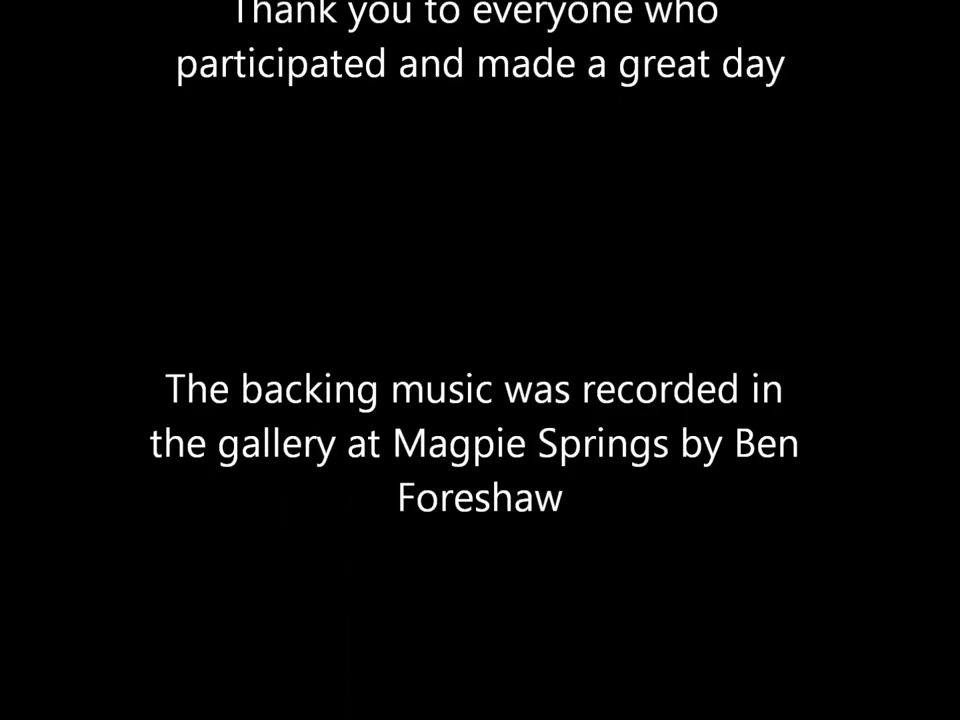 Thank you to everyone who
participated and made a great day
The backing music was recorded in
the gallery at Magpie Springs by Ben
Foreshaw